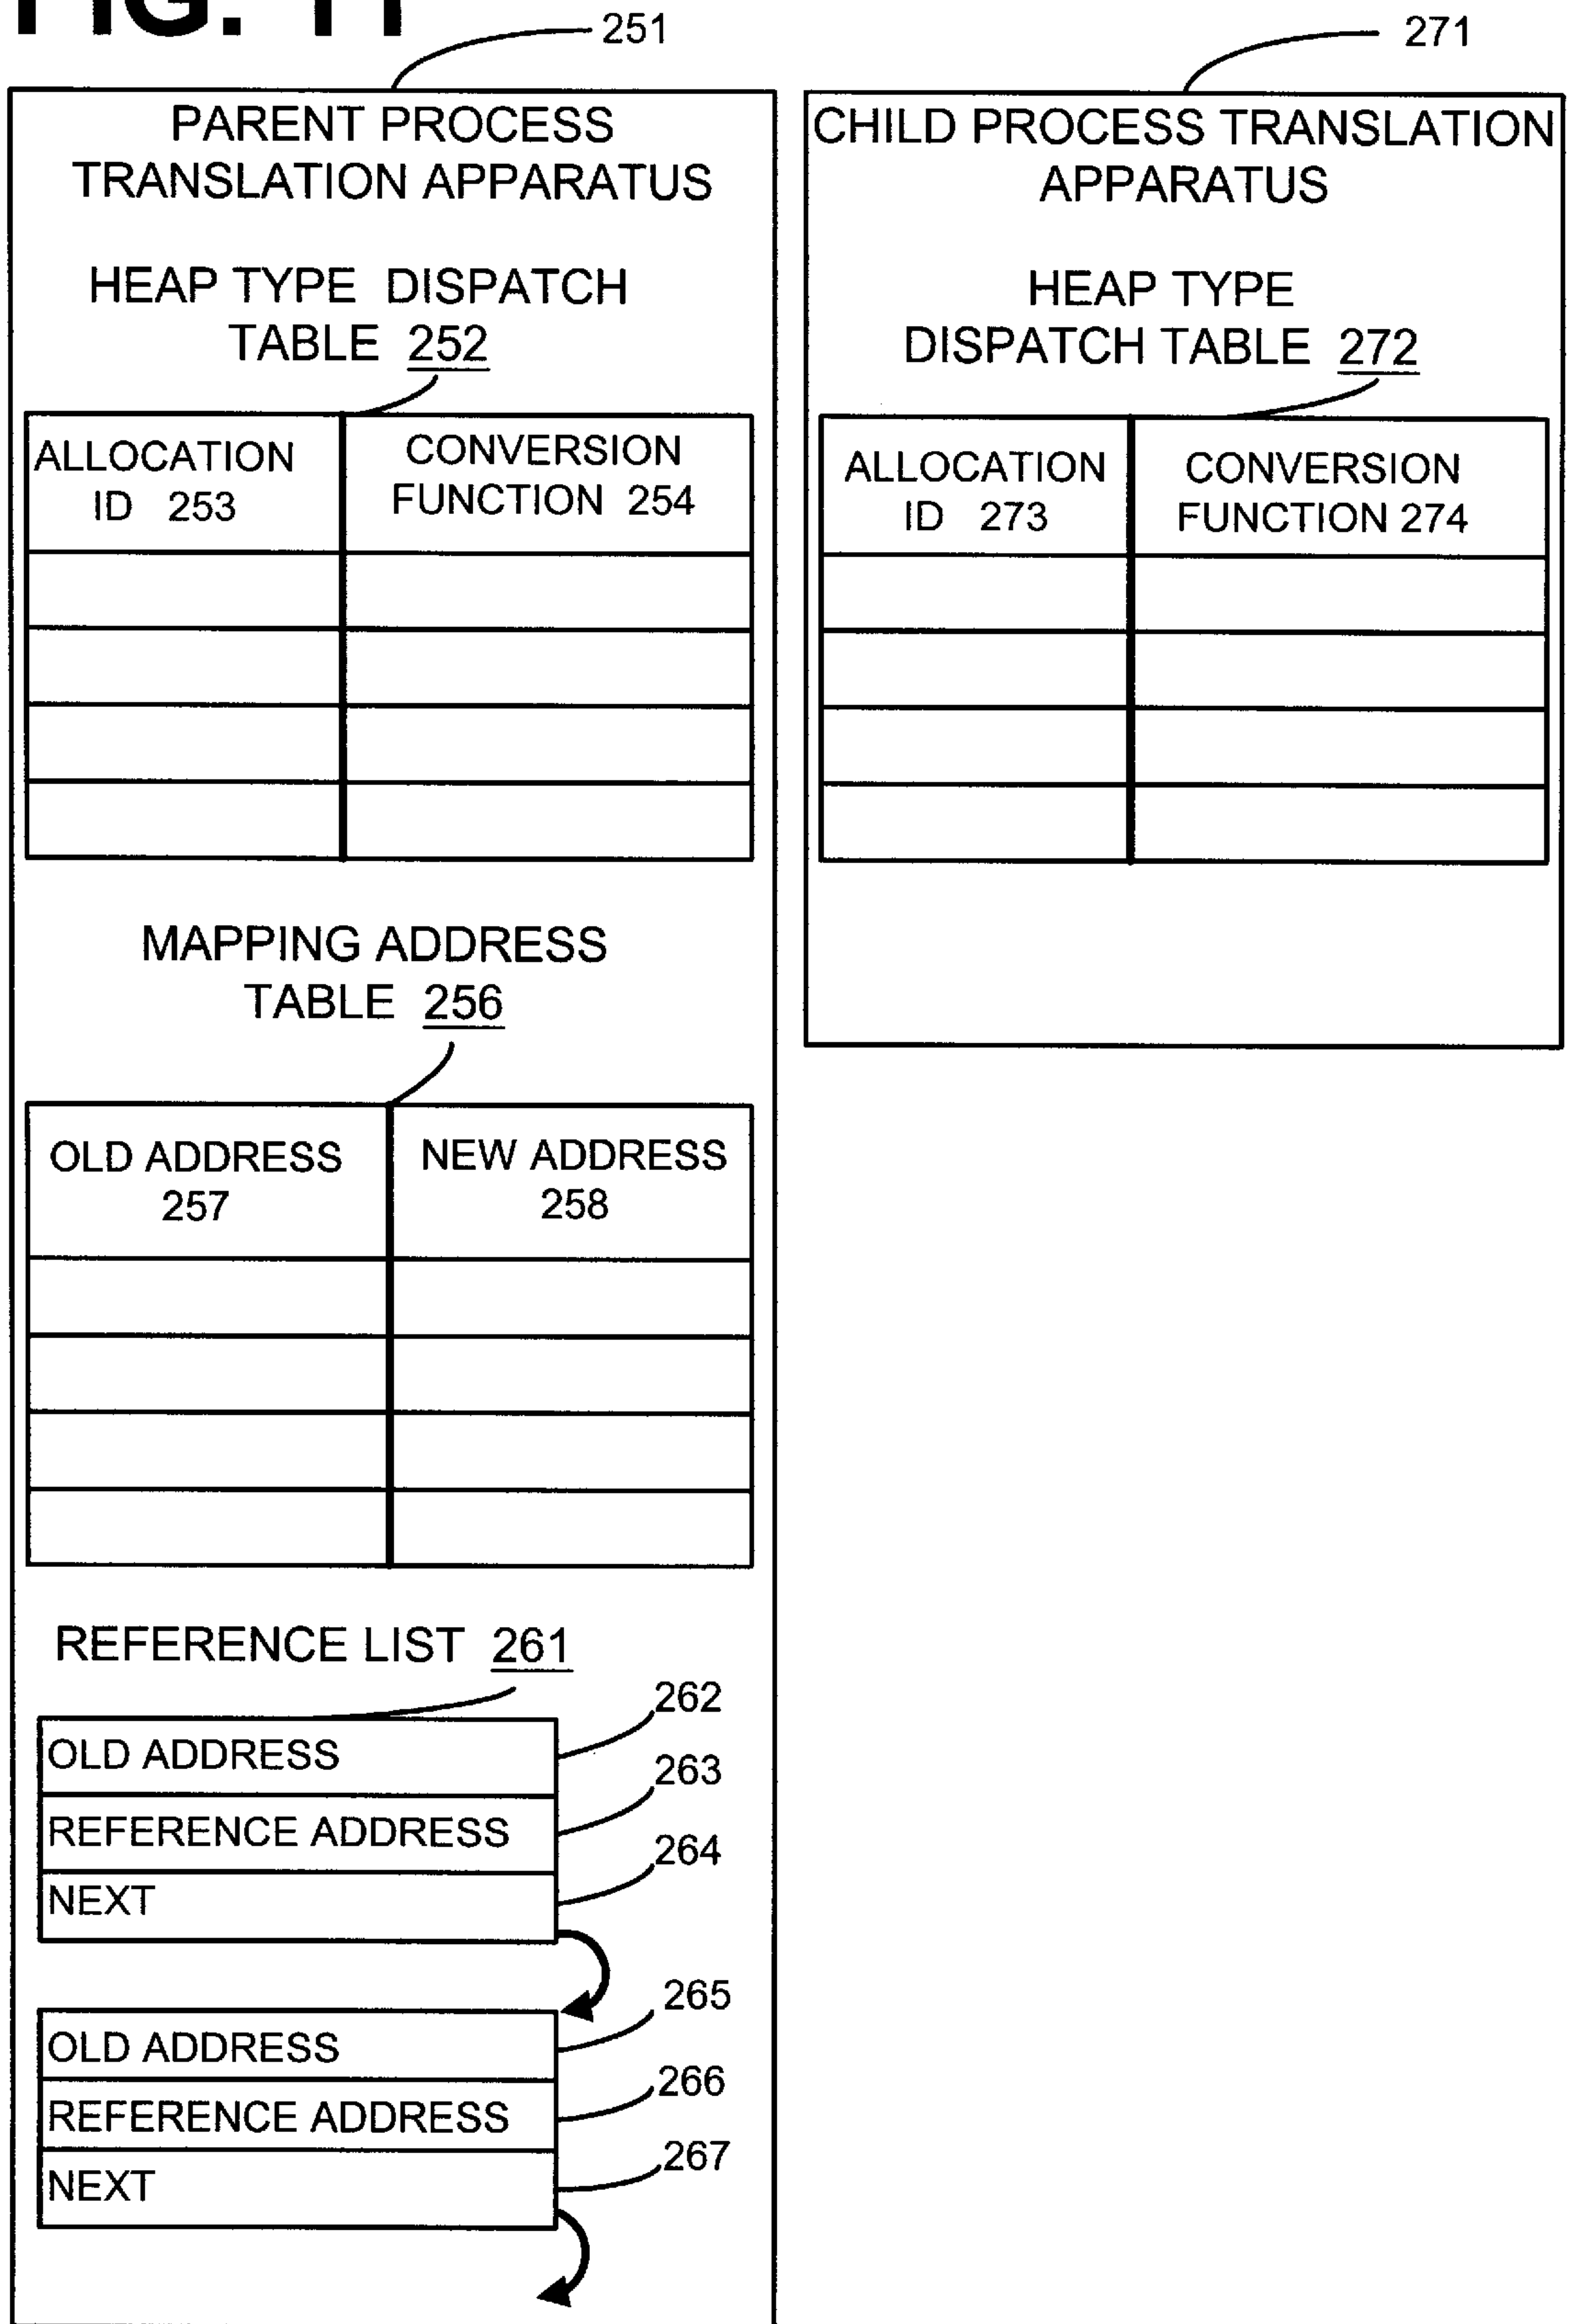 FIG. 11
251
PARENT PROCESS
TRANSLATION APPARATUS
HEAP TYPE DISPATCH
TABLE 252
ALLOCATION
ID 253
CONVERSION
FUNCTION 254
MAPPING ADDRESS
TABLE 256
OLD ADDRESS
257
NEW ADDRESS
258
REFERENCE LIST 261
OLD ADDRESS
262
REFERENCE ADDRESS
263
NEXT
264
OLD ADDRESS
265
REFERENCE ADDRESS
266
NEXT
267
271
CHILD PROCESS TRANSLATION
APPARATUS
HEAP TYPE
DISPATCH TABLE 272
ALLOCATION
ID 273
CONVERSION
FUNCTION 274